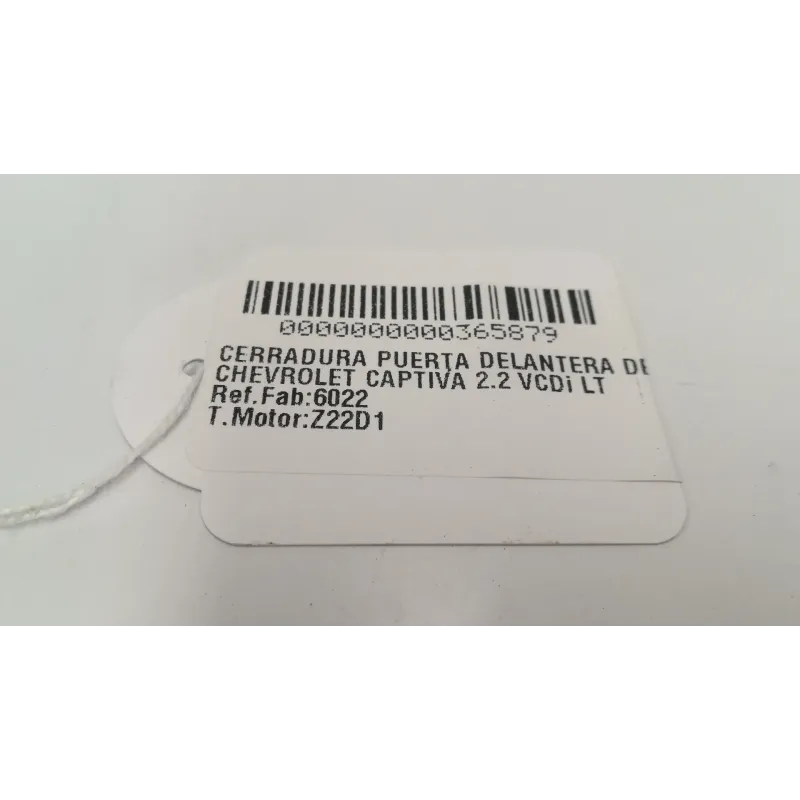 0000000000365879
CERRADURA PUERTA DELANTERA DE
CHEVROLET CAPTIVA 2.2 VCDi LT
Ref.Fab:6022
T.Motor:Z22D1